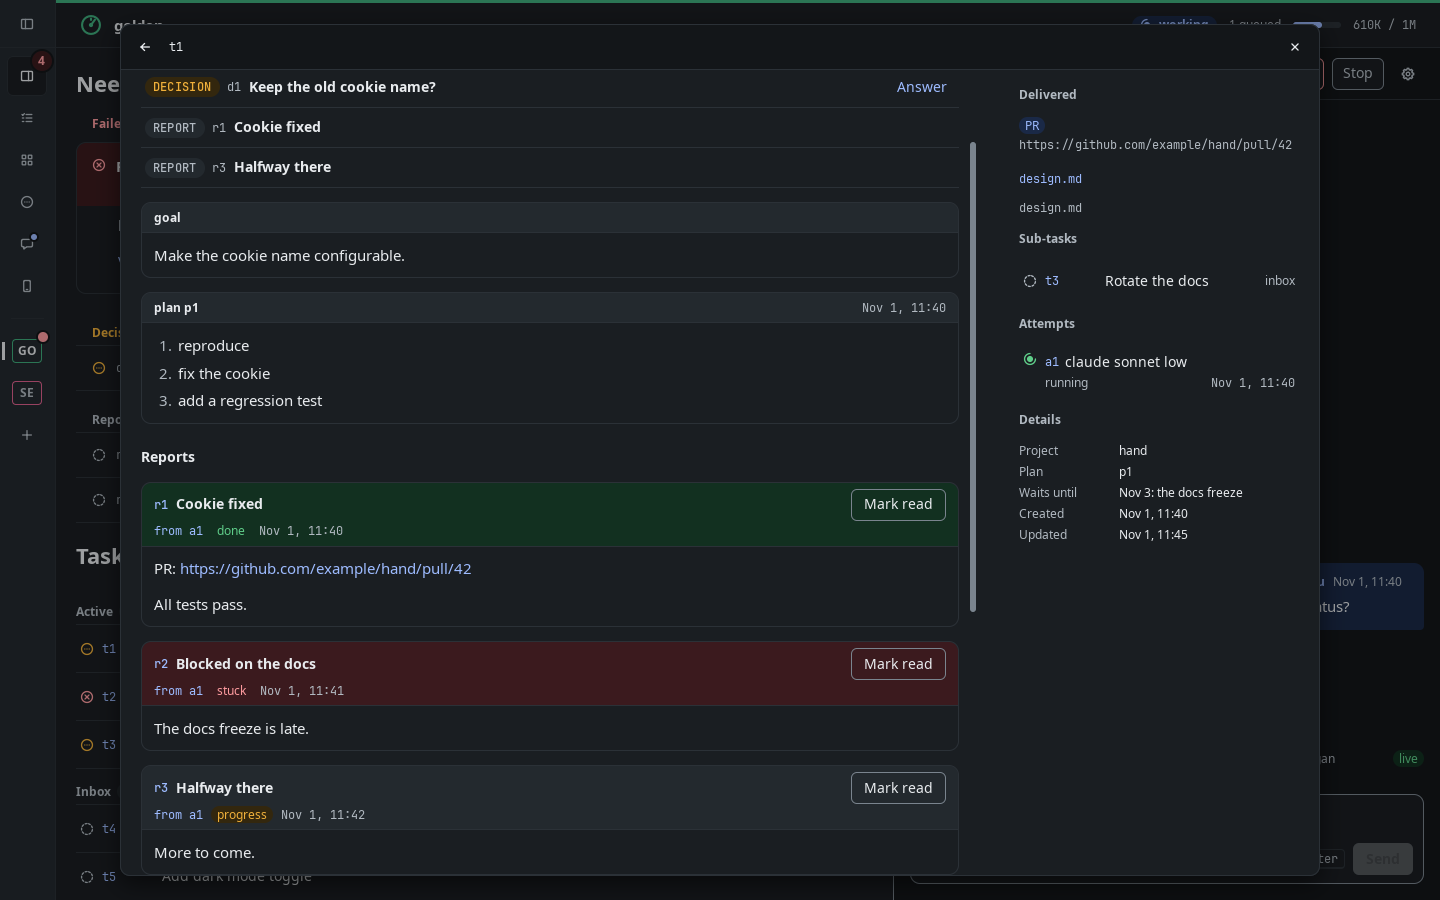 golden
working
1 queued
610K / 1M
4
Stop
t1
DECISION d1 Keep the old cookie name?
Answer
REPORT r1 Cookie fixed
REPORT r3 Halfway there
goal
Make the cookie name configurable.
plan p1
Nov 1, 11:40
1. reproduce
2. fix the cookie
3. add a regression test
Reports
r1 Cookie fixed
Mark read
from a1 done Nov 1, 11:40
PR: https://github.com/example/hand/pull/42
All tests pass.
r2 Blocked on the docs
Mark read
from a1 stuck Nov 1, 11:41
The docs freeze is late.
r3 Halfway there
Mark read
from a1 progress Nov 1, 11:42
More to come.
Delivered
PR
https://github.com/example/hand/pull/42
design.md
design.md
Sub-tasks
t3 Rotate the docs inbox
Attempts
a1 claude sonnet low
running Nov 1, 11:40
Details
Project hand
Plan p1
Waits until Nov 3: the docs freeze
Created Nov 1, 11:40
Updated Nov 1, 11:45
GO
SE
Active
t1
t2
t3
Inbox
t4
t5 Add dark mode toggle
Nov 1, 11:40
live
Send